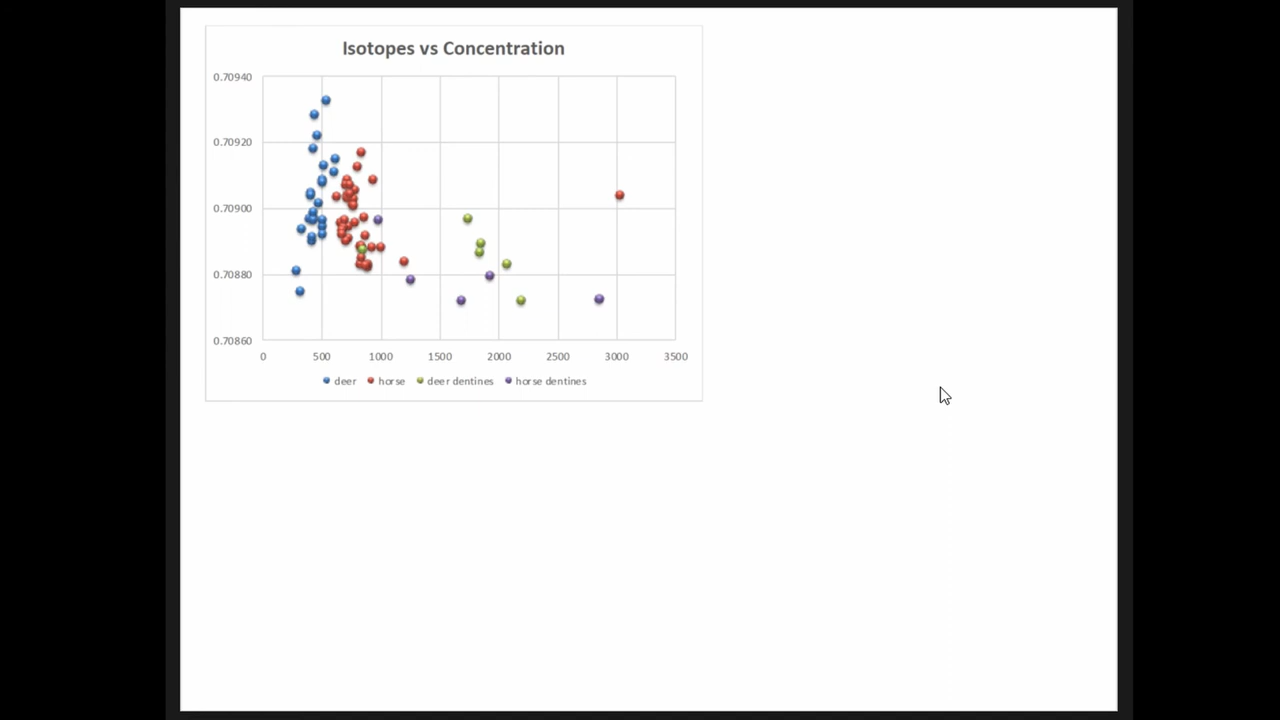 Isotopes vs Concentration
0.70940
0.70920
0.70900
0.70880
0.70860
0 500 1000 1500 2000 2500 3000 3500
deer horse deer dentines horse dentines